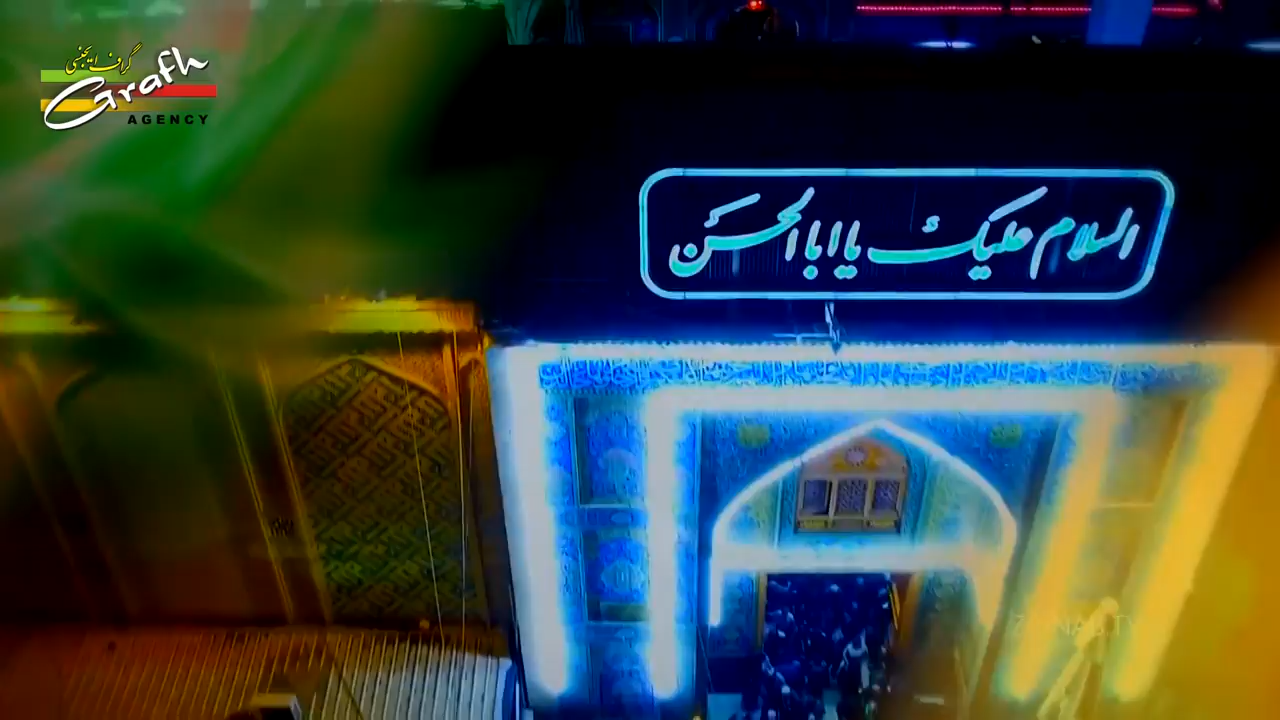 گراف ایجنسی
Grafh
AGENCY
السلام علیک یا ابا الحسن